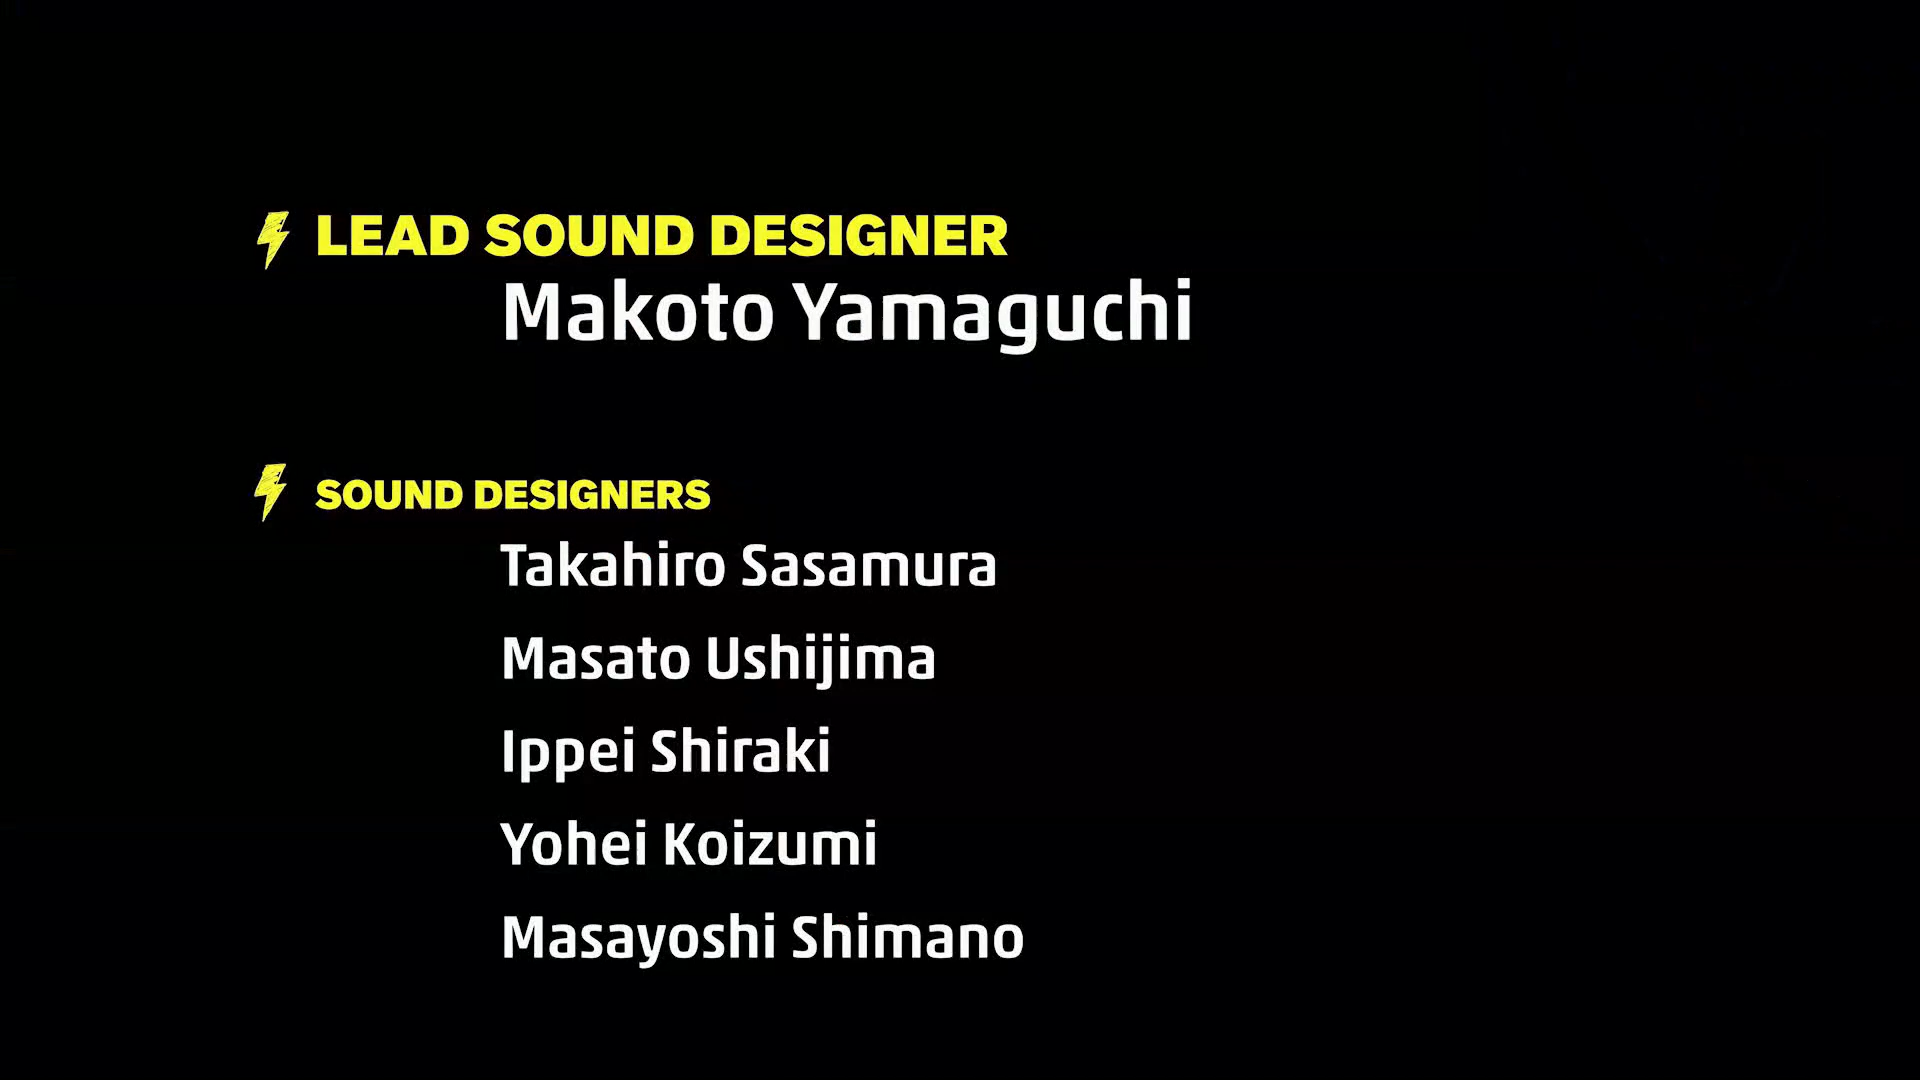 LEAD SOUND DESIGNER
Makoto Yamaguchi
SOUND DESIGNERS
Takahiro Sasamura
Masato Ushijima
Ippei Shiraki
Yohei Koizumi
Masayoshi Shimano